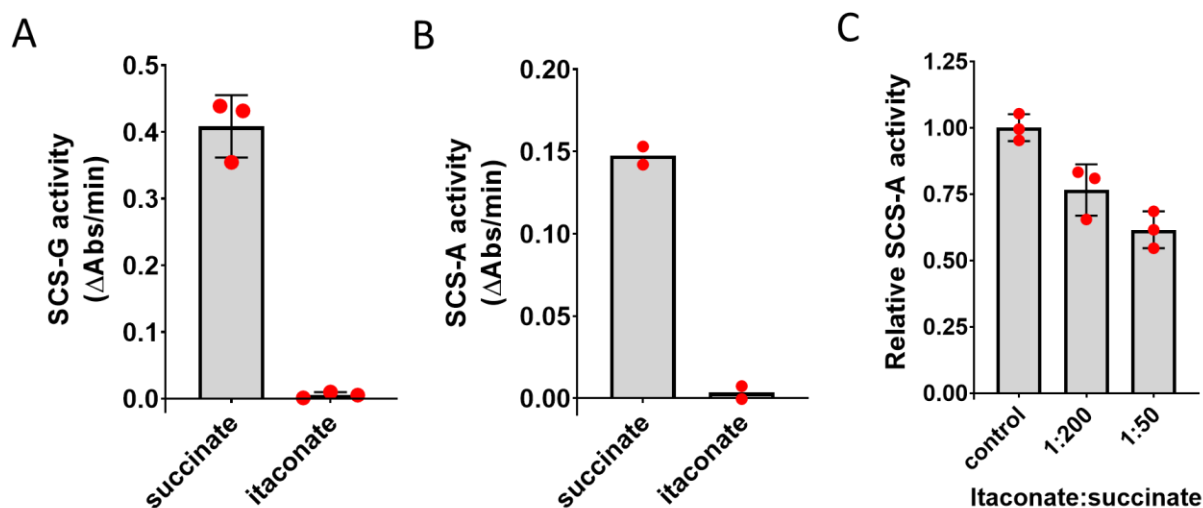 A
SCS-G activity
(ΔAbs/min)
0.5
0.4
0.3
0.2
0.1
0.0
succinate
itaconate
B
SCS-A activity
(ΔAbs/min)
0.20
0.15
0.10
0.05
0.00
succinate
itaconate
C
Relative SCS-A activity
1.25
1.00
0.75
0.50
0.25
0.00
control
1:200
1:50
Itaconate:succinate